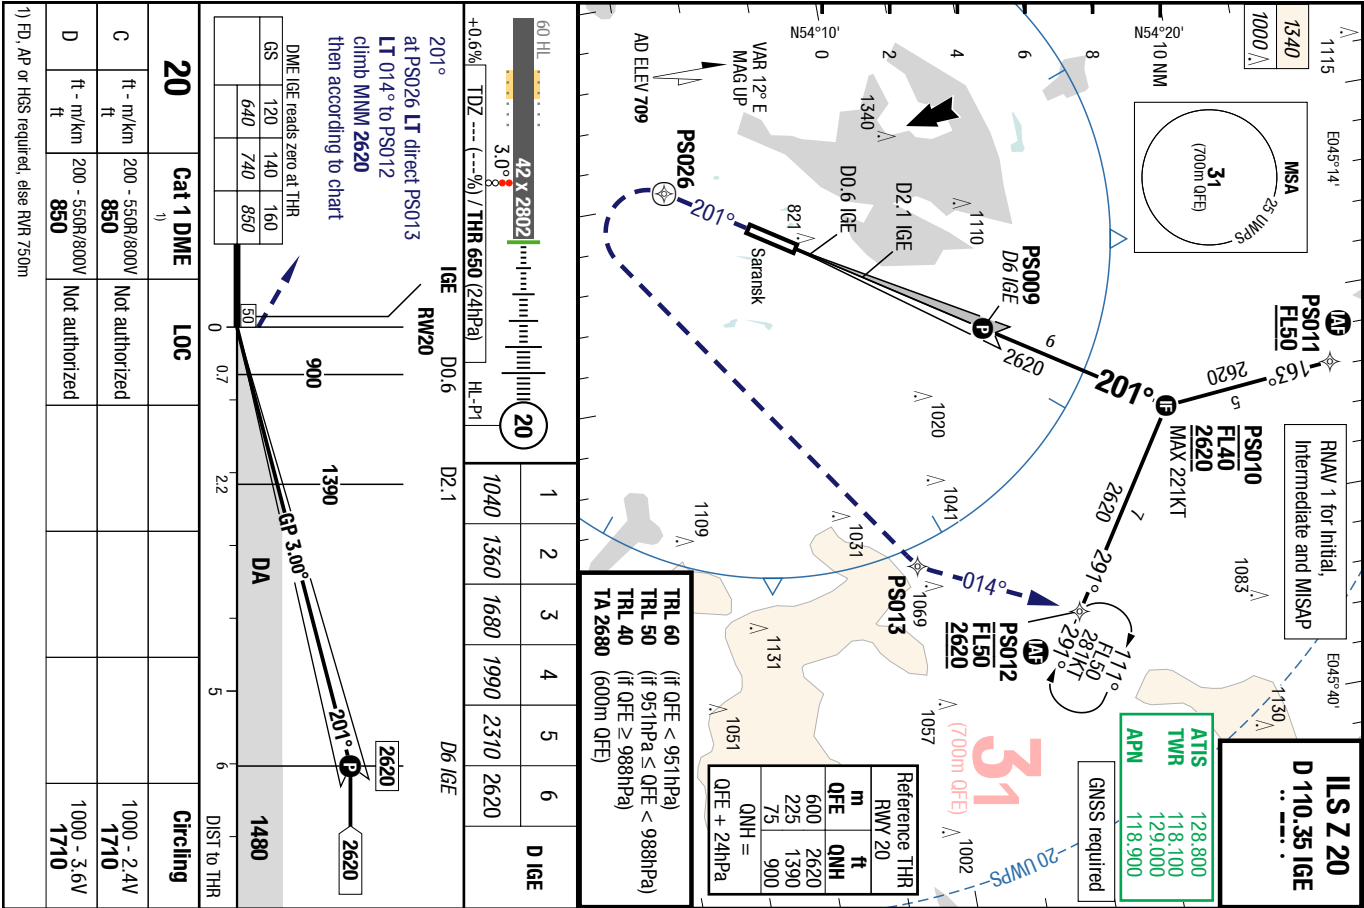 ILS Z 20
D 110.35 IGE
ATIS 128.800
TWR 118.100
129.000
APN 118.900
GNSS required
RNAV 1 for Initial,
Intermediate and MISAP
1340
1000
1115
E045°14'
E045°40'
MSA
25 UWPS
31
(700m QFE)
N54°20'
N54°10'
10 NM
8
6
4
2
0
IAF
PS011
FL50
163°
2620
5
IF
PS010
FL40
2620
MAX 221KT
201°
2620
7
291°
111°
FL50
281KT
291°
IAF
PS012
FL50
2620
1083
1130
31
(700m QFE)
20 UWPS
1002
1057
1051
1131
1069
PS013
014°
1031
1041
1020
1109
6
2620
PS009
D6 IGE
P
1110
D2.1 IGE
D0.6 IGE
821
1340
Saransk
201°
PS026
VAR 12° E
MAG UP
AD ELEV 709
Reference THR
RWY 20
m ft
QFE QNH
600 2620
225 1390
75 900
QNH =
QFE + 24hPa
TRL 60 (if QFE < 951hPa)
TRL 50 (if 951hPa ≤ QFE < 988hPa)
TRL 40 (if QFE ≥ 988hPa)
TA 2680 (600m QFE)
60 HL
42 x 2802
3.0°
+0.6% TDZ --- (---%) / THR 650 (24hPa)
HL-P1
20
1 2 3 4 5 6 D IGE
1040 1360 1680 1990 2310 2620
201°
at PS026 LT direct PS013
LT 014° to PS012
climb MNM 2620
then according to chart
IGE
RW20
D0.6
D2.1
D6 IGE
900
1390
2620
2620
GP 3.00°
201°
P
DA
1480
50
0
0.7
2.2
5
6
DIST to THR
DME IGE reads zero at THR
GS 120 140 160
640 740 850
20 Cat 1 DME 1) LOC Circling
C ft - m/km 200 - 550R/800V Not authorized 1000 - 2.4V
ft 850 1710
D ft - m/km 200 - 550R/800V Not authorized 1000 - 3.6V
ft 850 1710
1) FD, AP or HGS required, else RVR 750m